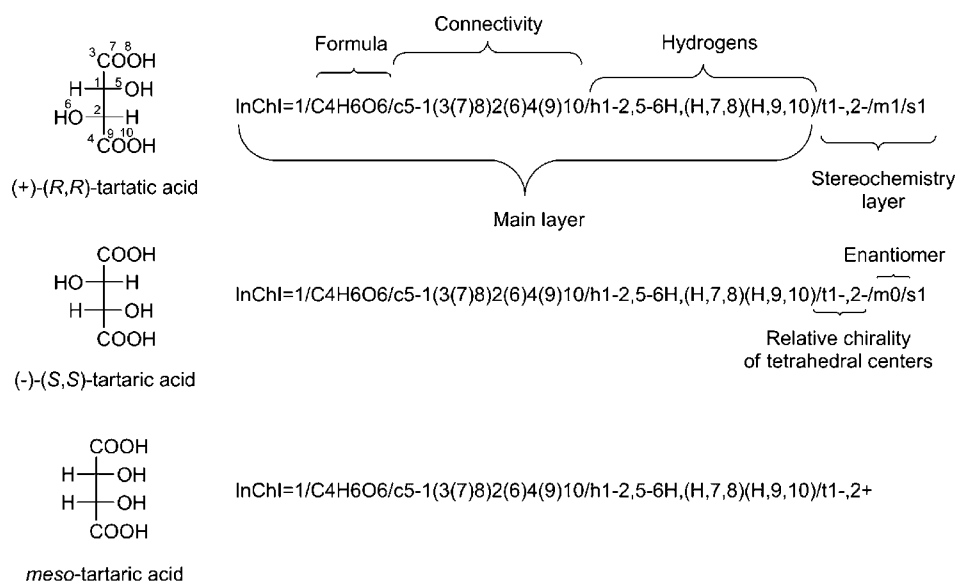 Connectivity
Formula
Hydrogens
3 7 8
COOH
H 1 5 OH
6
HO 2 H
9 10
4 COOH
InChI=1/C4H6O6/c5-1(3(7)8)2(6)4(9)10/h1-2,5-6H,(H,7,8)(H,9,10)/t1-,2-/m1/s1
(+)-(R,R)-tartatic acid
Main layer
Stereochemistry
layer
COOH
HO H
H OH
COOH
Enantiomer
InChI=1/C4H6O6/c5-1(3(7)8)2(6)4(9)10/h1-2,5-6H,(H,7,8)(H,9,10)/t1-,2-/m0/s1
Relative chirality
of tetrahedral centers
(-)-(S,S)-tartaric acid
COOH
H OH
H OH
COOH
InChI=1/C4H6O6/c5-1(3(7)8)2(6)4(9)10/h1-2,5-6H,(H,7,8)(H,9,10)/t1-,2+
meso-tartaric acid